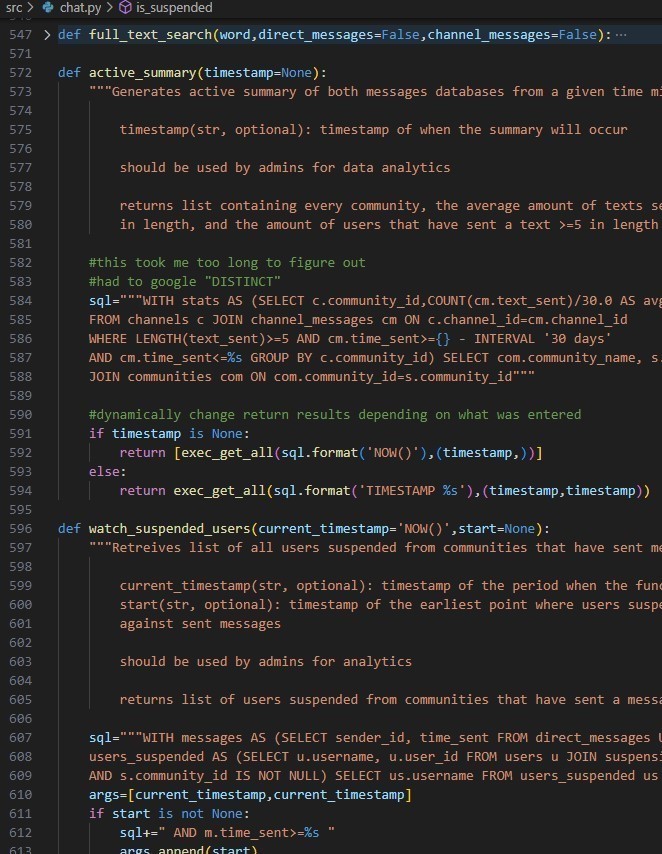 src > chat.py > is_suspended
547 > def full_text_search(word,direct_messages=False,channel_messages=False): ···
571
572 def active_summary(timestamp=None):
573 """Generates active summary of both messages databases from a given time
574
575 timestamp(str, optional): timestamp of when the summary will occur
576
577 should be used by admins for data analytics
578
579 returns list containing every community, the average amount of texts
580 in length, and the amount of users that have sent a text >=5 in length
581
582 #this took me too long to figure out
583 #had to google "DISTINCT"
584 sql="""WITH stats AS (SELECT c.community_id,COUNT(cm.text_sent)/30.0 AS
585 FROM channels c JOIN channel_messages cm ON c.channel_id=cm.channel_id
586 WHERE LENGTH(text_sent)>=5 AND cm.time_sent>={} - INTERVAL '30 days'
587 AND cm.time_sent<=%s GROUP BY c.community_id) SELECT com.community_name, s.
588 JOIN communities com ON com.community_id=s.community_id"""
589
590 #dynamically change return results depending on what was entered
591 if timestamp is None:
592 return [exec_get_all(sql.format('NOW()'),(timestamp,))]
593 else:
594 return exec_get_all(sql.format('TIMESTAMP %s'),(timestamp,timestamp))
595
596 def watch_suspended_users(current_timestamp='NOW()',start=None):
597 """Retreives list of all users suspended from communities that have sent
598
599 current_timestamp(str, optional): timestamp of the period when the
600 start(str, optional): timestamp of the earliest point where users
601 against sent messages
602
603 should be used by admins for analytics
604
605 returns list of users suspended from communities that have sent a
606
607 sql="""WITH messages AS (SELECT sender_id, time_sent FROM direct_messages
608 users_suspended AS (SELECT u.username, u.user_id FROM users u JOIN
609 AND s.community_id IS NOT NULL) SELECT us.username FROM users_suspended us
610 args=[current_timestamp,current_timestamp]
611 if start is not None:
612 sql+=" AND m.time_sent>=%s "
613 args.append(start)